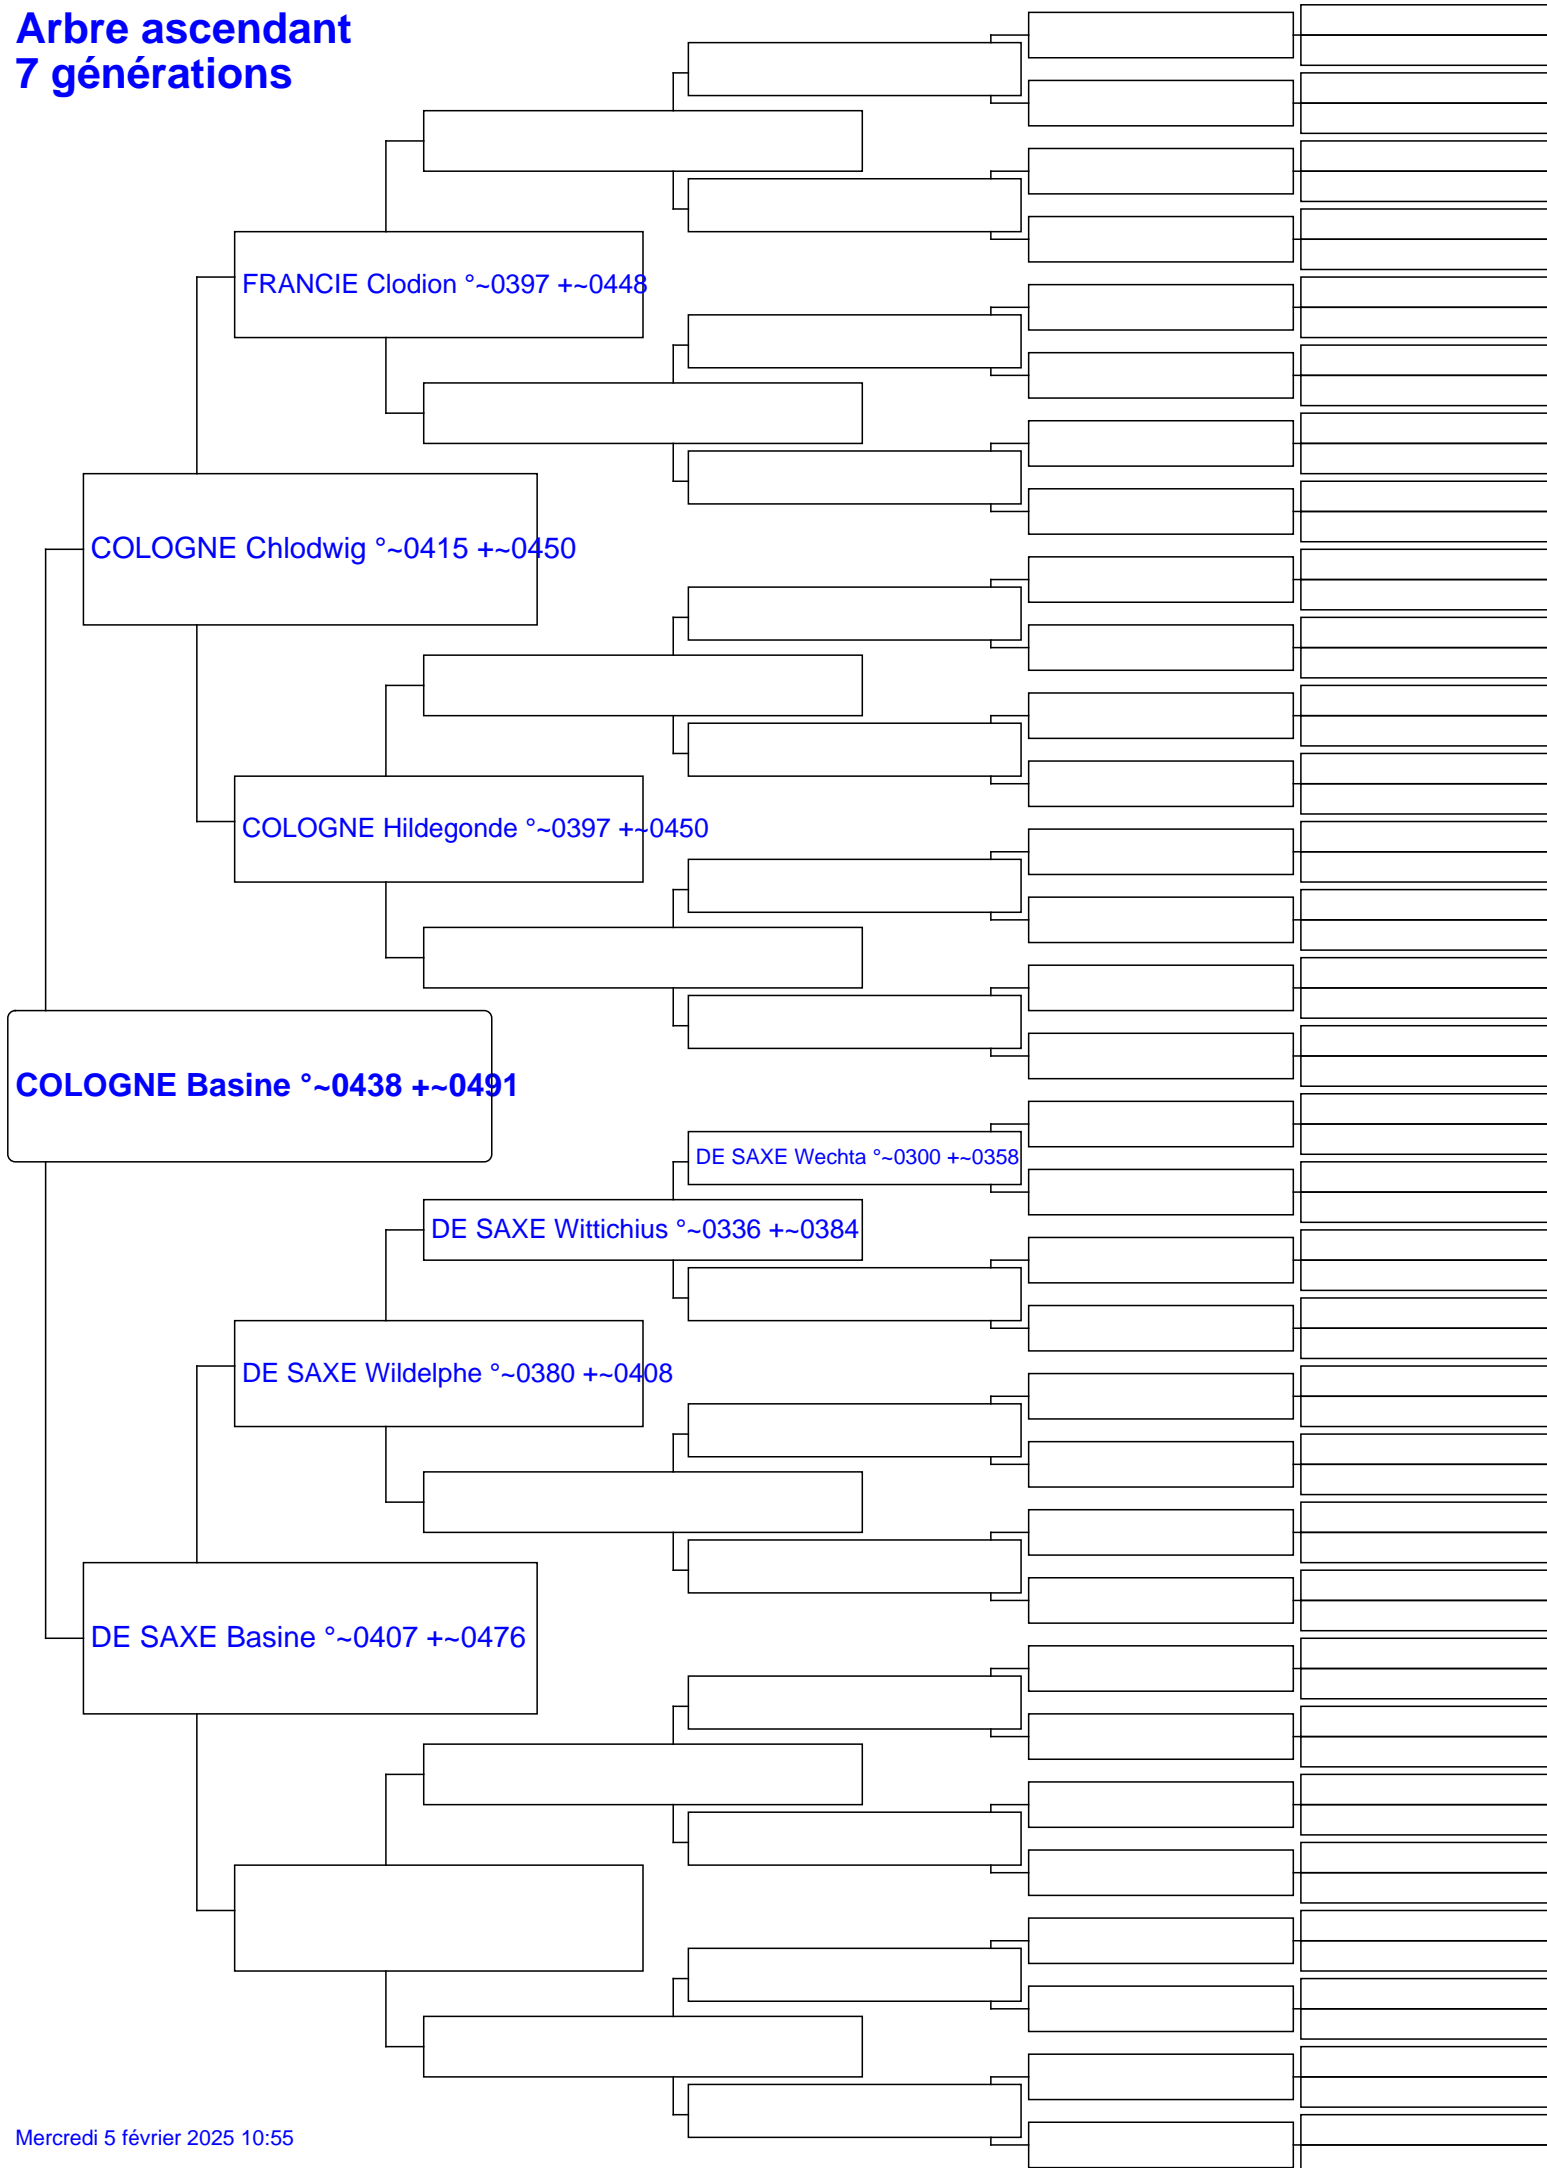 Arbre ascendant
7 générations
FRANCIE Clodion °~0397 +~0448
COLOGNE Chlodwig °~0415 +~0450
COLOGNE Hildegonde °~0397 +~0450
COLOGNE Basine °~0438 +~0491
DE SAXE Wechta °~0300 +~0358
DE SAXE Wittichius °~0336 +~0384
DE SAXE Wildelphe °~0380 +~0408
DE SAXE Basine °~0407 +~0476
Mercredi 5 février 2025 10:55